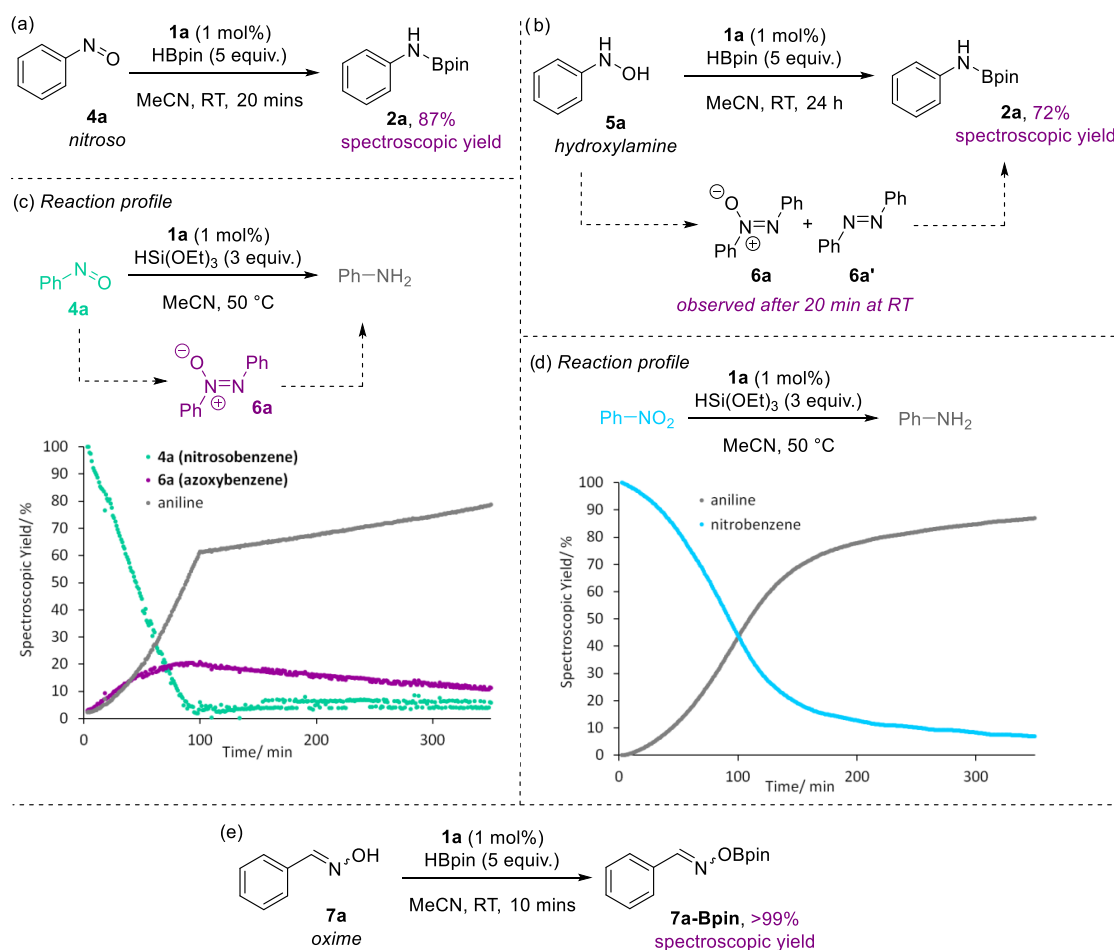 (a)
N
O
4a
nitroso
1a (1 mol%)
HBpin (5 equiv.)
MeCN, RT, 20 mins
H
N
Bpin
2a, 87%
spectroscopic yield
(b)
H
N
OH
5a
hydroxylamine
1a (1 mol%)
HBpin (5 equiv.)
MeCN, RT, 24 h
H
N
Bpin
2a, 72%
spectroscopic yield
⊖
O
Ph
N=N
Ph
⊕
6a
+
Ph
N=N
Ph
6a'
observed after 20 min at RT
(c) Reaction profile
Ph
N
O
4a
1a (1 mol%)
HSi(OEt)3 (3 equiv.)
MeCN, 50 °C
Ph–NH2
⊖
O
Ph
N=N
Ph
⊕
6a
Spectroscopic Yield/ %
100
90
80
70
60
50
40
30
20
10
0
4a (nitrosobenzene)
6a (azoxybenzene)
aniline
0 100 200 300
Time/ min
(d) Reaction profile
Ph–NO2
1a (1 mol%)
HSi(OEt)3 (3 equiv.)
MeCN, 50 °C
Ph–NH2
Spectroscopic Yield/ %
100
90
80
70
60
50
40
30
20
10
0
aniline
nitrobenzene
0 100 200 300
Time/ min
(e)
N
OH
7a
oxime
1a (1 mol%)
HBpin (5 equiv.)
MeCN, RT, 10 mins
N
OBpin
7a-Bpin, >99%
spectroscopic yield